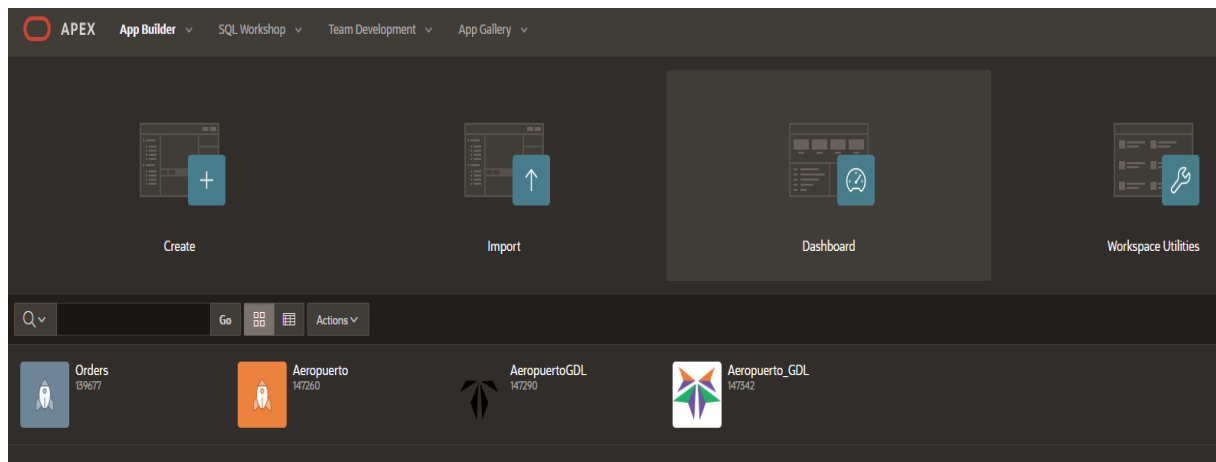 APEX App Builder SQL Workshop Team Development App Gallery
Create Import Dashboard Workspace Utilities
Go Actions
Orders Aeropuerto AeropuertoGDL Aeropuerto_GDL
139677 147260 147290 147342